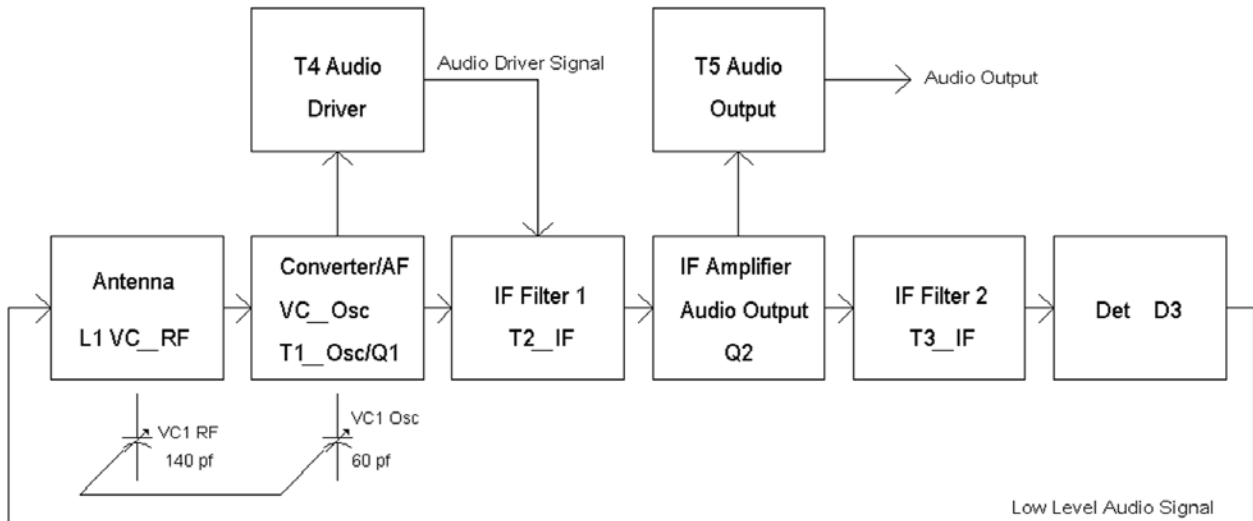 T4 Audio
Driver
Audio Driver Signal
T5 Audio
Output
Audio Output
Antenna
L1 VC__RF
Converter/AF
VC__Osc
T1__Osc/Q1
IF Filter 1
T2__IF
IF Amplifier
Audio Output
Q2
IF Filter 2
T3__IF
Det D3
VC1 RF
140 pf
VC1 Osc
60 pf
Low Level Audio Signal